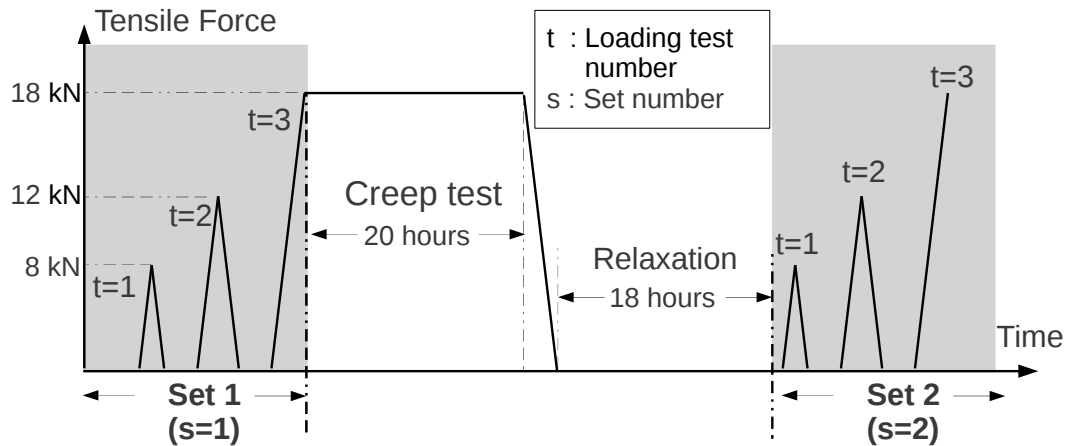 Tensile Force
t : Loading test
number
s : Set number
18 kN
t=3
t=3
12 kN
t=2
t=2
Creep test
20 hours
8 kN
t=1
t=1
Relaxation
18 hours
Time
Set 1
(s=1)
Set 2
(s=2)